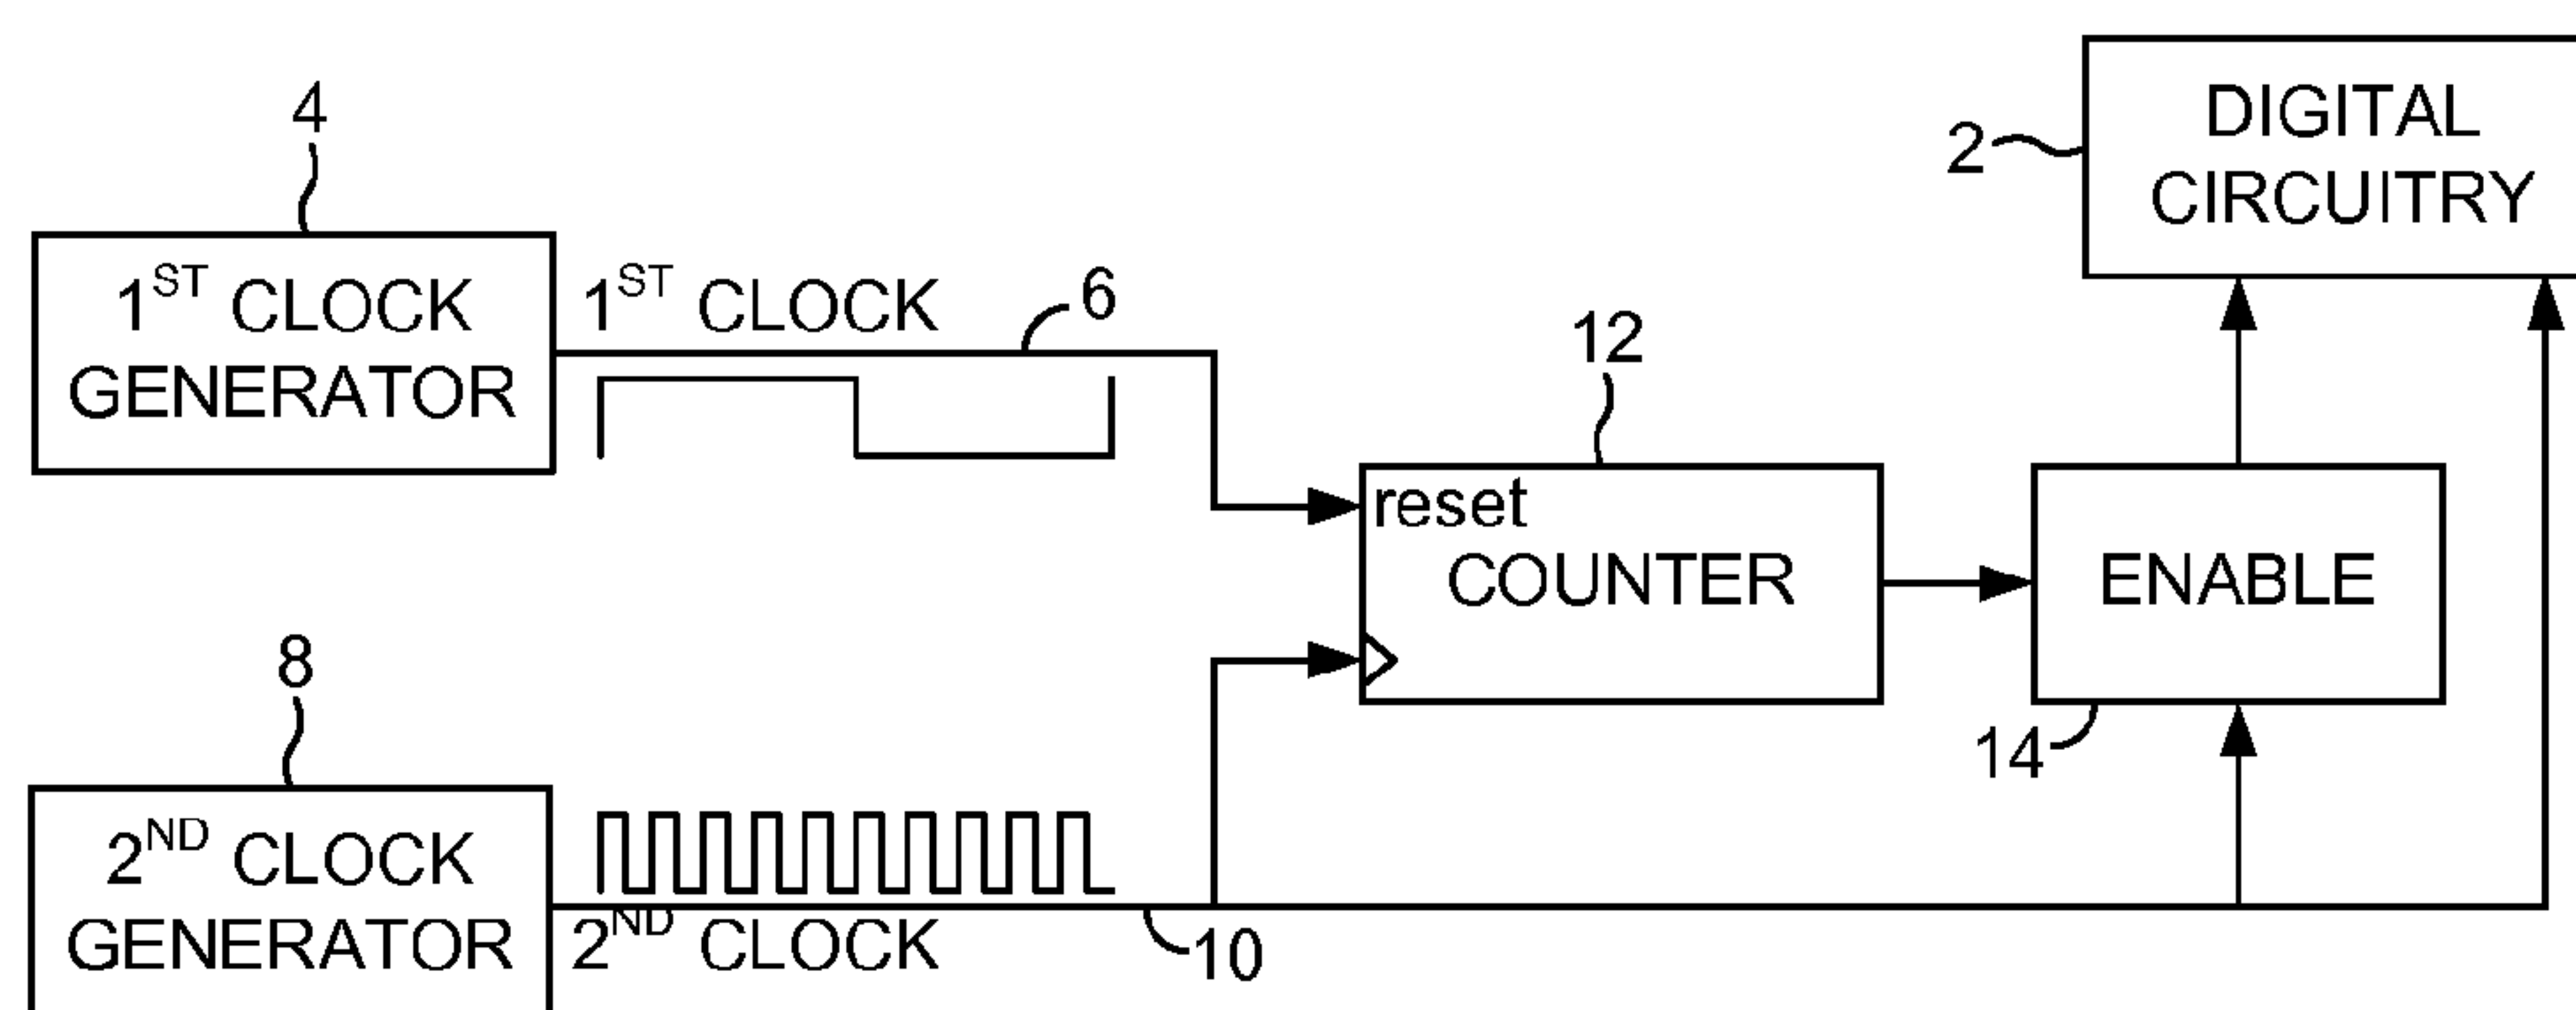 DIGITAL
CIRCUITRY
2
4
1ST CLOCK
GENERATOR
1ST CLOCK
6
12
reset
COUNTER
ENABLE
14
8
2ND CLOCK
GENERATOR
2ND CLOCK
10